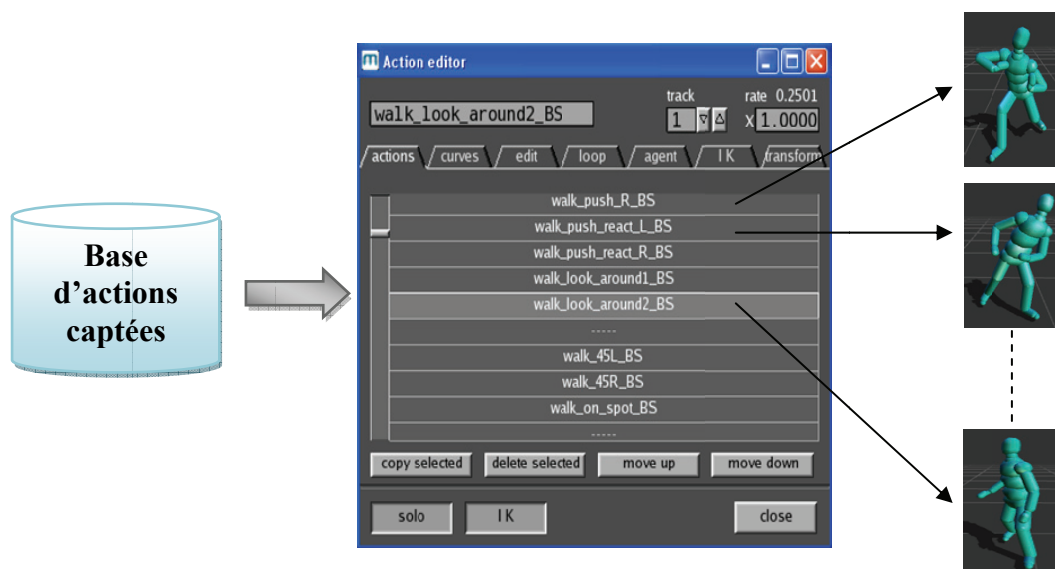 Base
d'actions
captées
Action editor
walk_look_around2_BS
track
rate 0.2501
1
x 1.0000
actions
curves
edit
loop
agent
IK
transform
walk_push_R_BS
walk_push_react_L_BS
walk_push_react_R_BS
walk_look_around1_BS
walk_look_around2_BS
-----
walk_45L_BS
walk_45R_BS
walk_on_spot_BS
-----
copy selected
delete selected
move up
move down
solo
IK
close